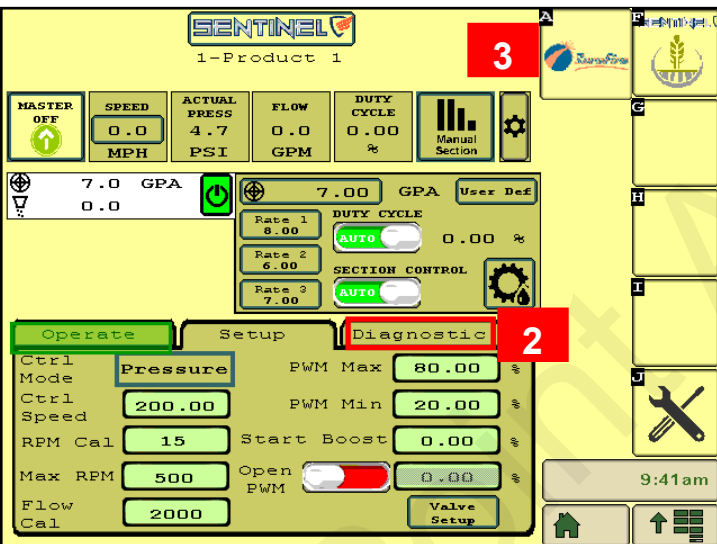 SENTINEL
1-Product 1
3
A
SureFire
F
SENTINEL
MASTER OFF
SPEED
0.0
MPH
ACTUAL PRESS
4.7
PSI
FLOW
0.0
GPM
DUTY CYCLE
0.00
%
Manual Section
G
7.0 GPA
0.0
7.00 GPA
User Def
H
Rate 1
8.00
DUTY CYCLE
AUTO
0.00 %
Rate 2
6.00
SECTION CONTROL
AUTO
Rate 3
7.00
I
Operate
Setup
Diagnostic
2
Ctrl Mode
Pressure
PWM Max
80.00 %
J
Ctrl Speed
200.00
PWM Min
20.00 %
RPM Cal
15
Start Boost
0.00 %
Max RPM
500
Open PWM
0.00 %
9:41am
Flow Cal
2000
Valve Setup